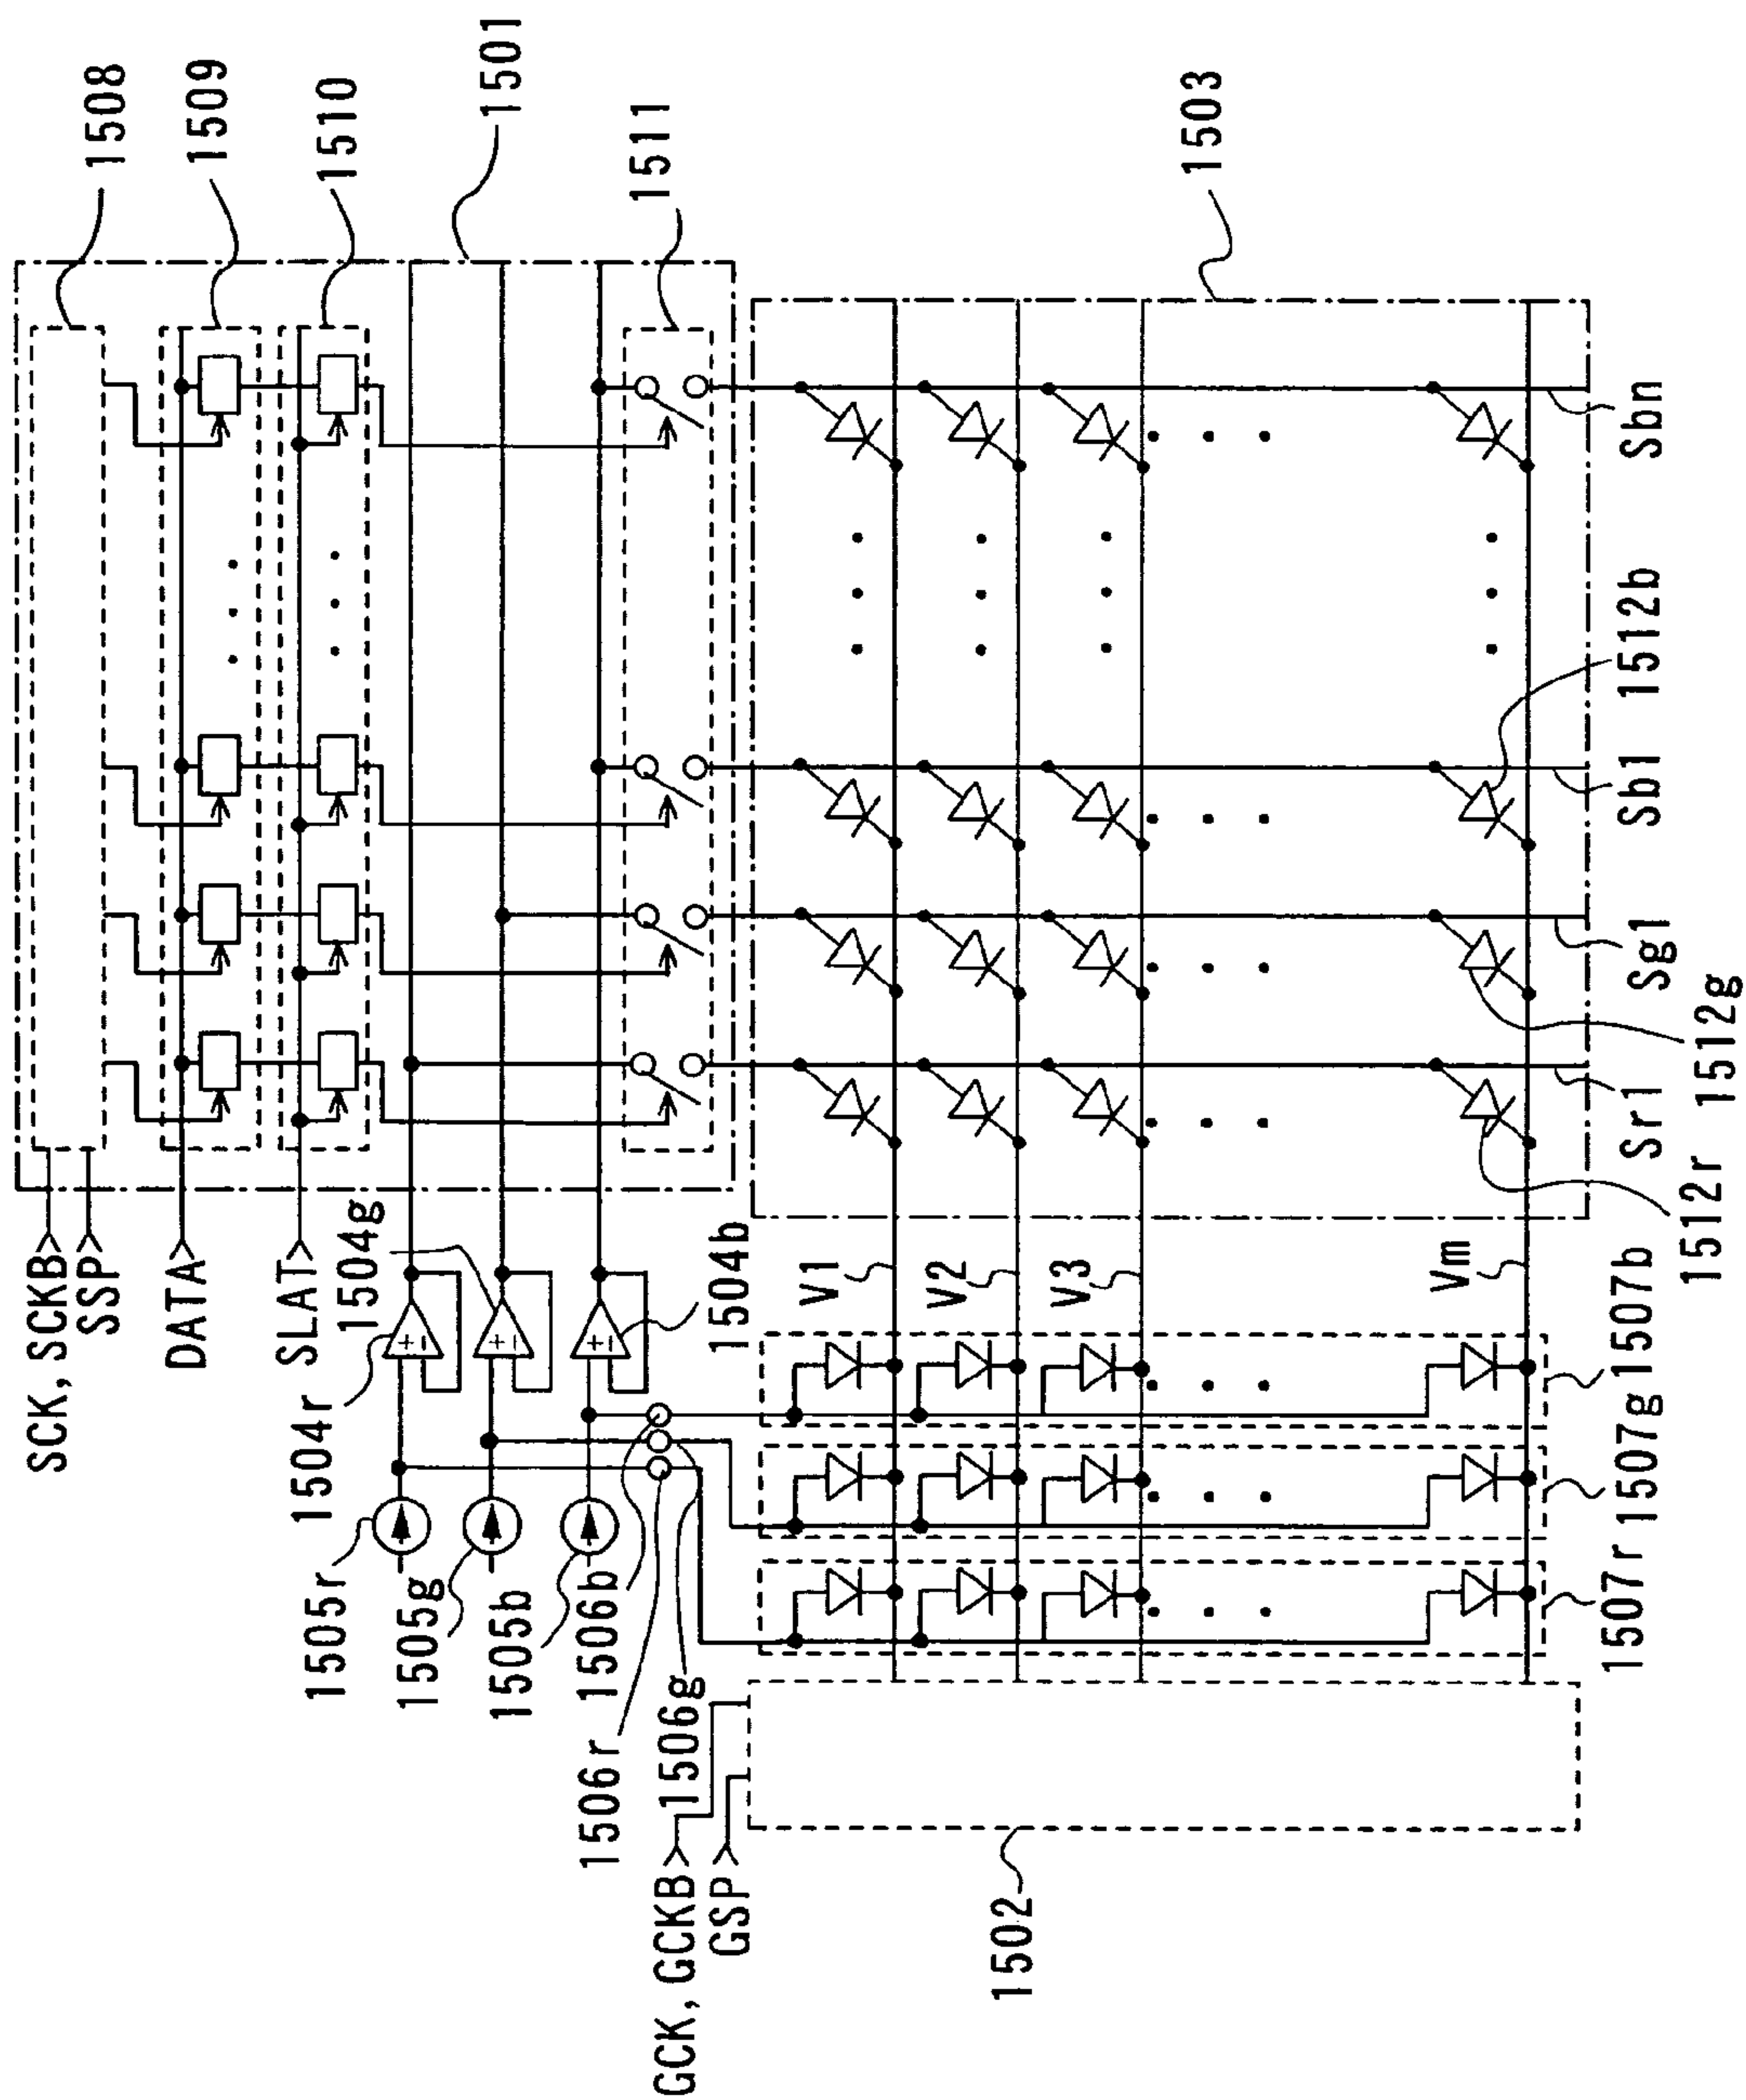 1508
1509
1510
1501
1511
1503
SCK, SCKB
SSP
DATA
SLAT
1504r
1504g
1504b
1505r
1505g
1505b
1506b
1506r
1506g
GCK, GCKB
GSP
1502
V1
V2
V3
Vm
1507r
1507g
1507b
1512r
Sr1
1512g
Sg1
Sb1
1512b
Sbn